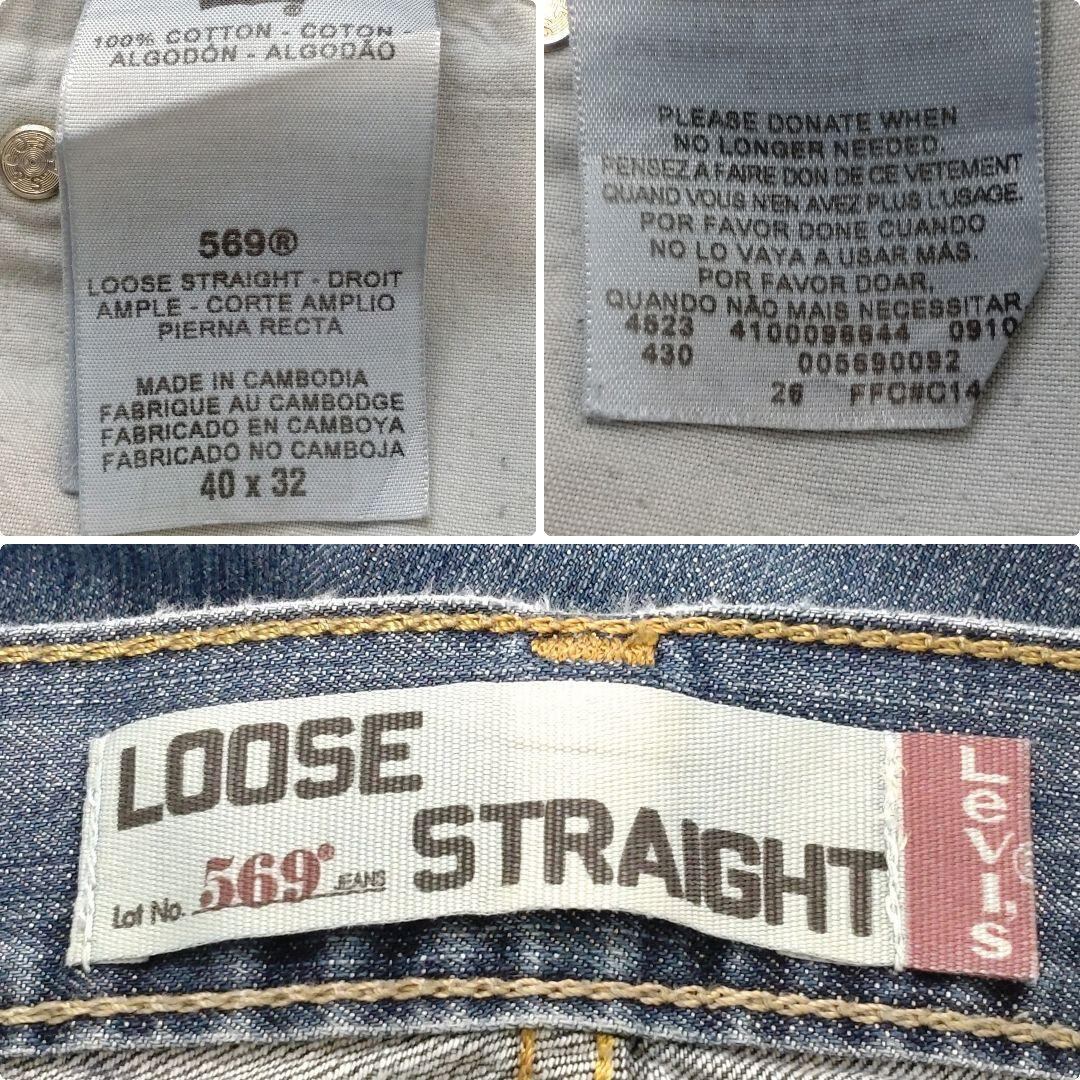 100% COTTON - COTON -
ALGODÓN - ALGODÃO
569®
LOOSE STRAIGHT - DROIT
AMPLE - CORTE AMPLIO
PIERNA RECTA
MADE IN CAMBODIA
FABRIQUE AU CAMBODGE
FABRICADO EN CAMBOYA
FABRICADO NO CAMBOJA
40 x 32
PLEASE DONATE WHEN
NO LONGER NEEDED.
PENSEZ A FAIRE DON DE CE VETEMENT
QUAND VOUS N'EN AVEZ PLUS L'USAGE.
POR FAVOR DONE CUANDO
NO LO VAYA A USAR MÁS.
POR FAVOR DOAR,
QUANDO NÃO MAIS NECESSITAR
4523 4100096644 0910
430 005690092
26 FFC#C14
LOOSE
STRAIGHT
Lot No. 569® JEANS
Levi's